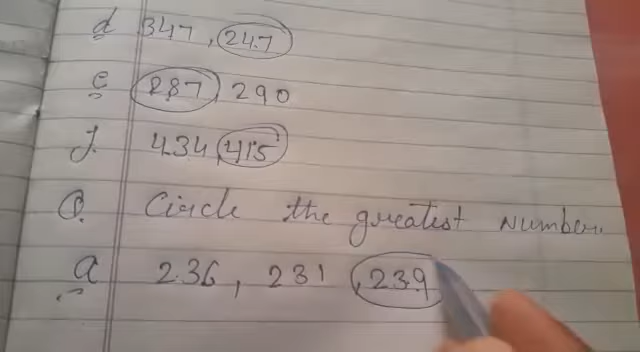 d 347, 247
e 287, 290
f. 434, 415
Q. Circle the greatest Number.
a 236, 231, 239